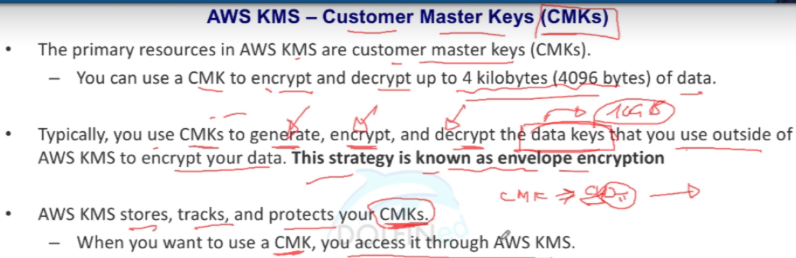 AWS KMS – Customer Master Keys (CMKs)
• The primary resources in AWS KMS are customer master keys (CMKs).
– You can use a CMK to encrypt and decrypt up to 4 kilobytes (4096 bytes) of data.
• Typically, you use CMKs to generate, encrypt, and decrypt the data keys that you use outside of
AWS KMS to encrypt your data. This strategy is known as envelope encryption
CMK
• AWS KMS stores, tracks, and protects your CMKs.
– When you want to use a CMK, you access it through AWS KMS.